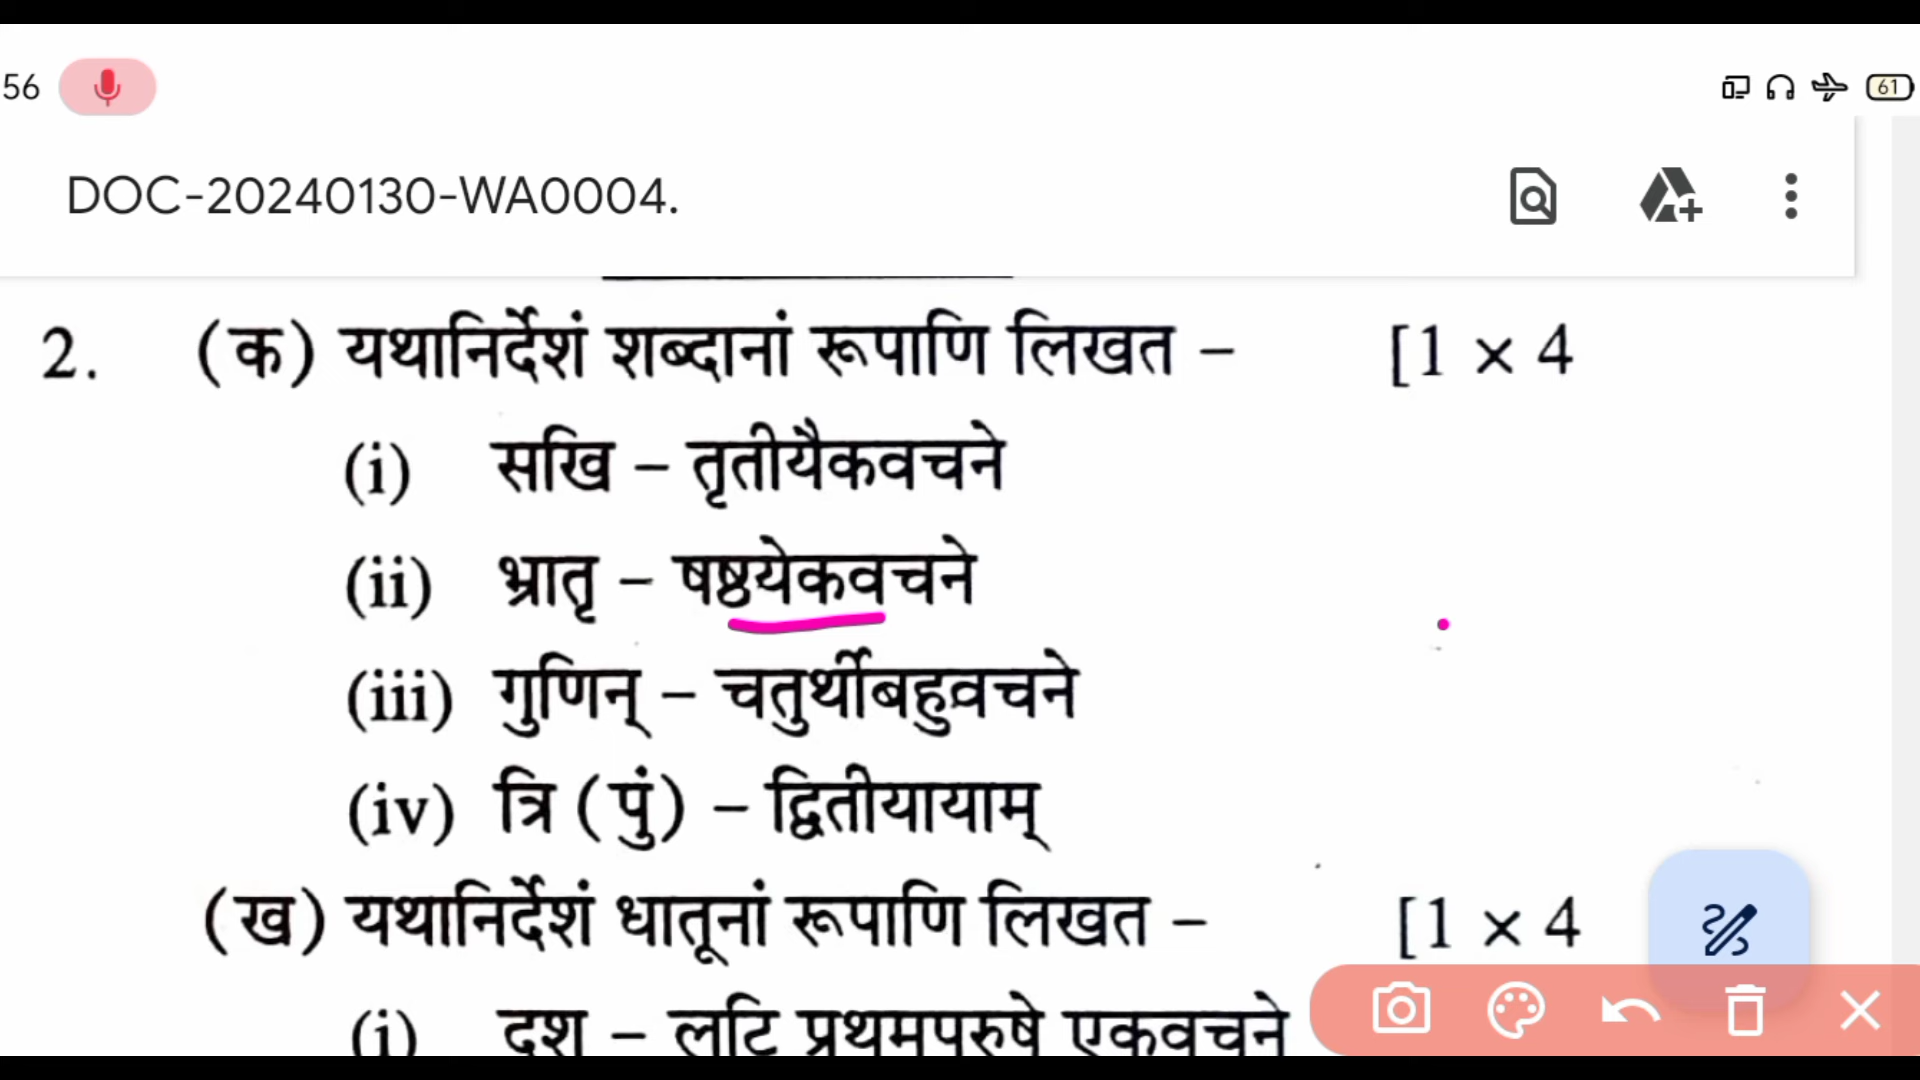 56
61
DOC-20240130-WA0004.
2. (क) यथानिर्देशं शब्दानां रूपाणि लिखत – [1 × 4
(i) सखि – तृतीयैकवचने
(ii) भ्रातृ – षष्ठयेकवचने
(iii) गुणिन् – चतुर्थीबहुवचने
(iv) त्रि (पुं) – द्वितीयायाम्
(ख) यथानिर्देशं धातूनां रूपाणि लिखत – [1 × 4
(i) दृश – लटि प्रथमपुरुषे एकवचने